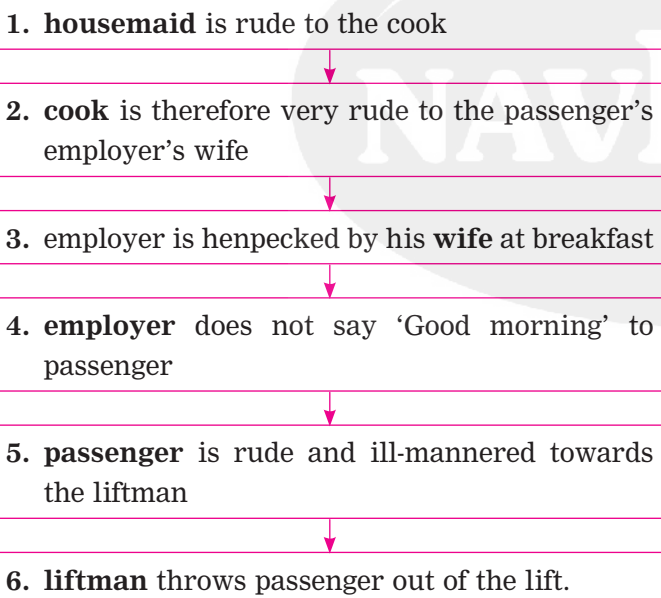 1. housemaid is rude to the cook
2. cook is therefore very rude to the passenger's
employer's wife
3. employer is henpecked by his wife at breakfast
4. employer does not say 'Good morning' to
passenger
5. passenger is rude and ill-mannered towards
the liftman
6. liftman throws passenger out of the lift.